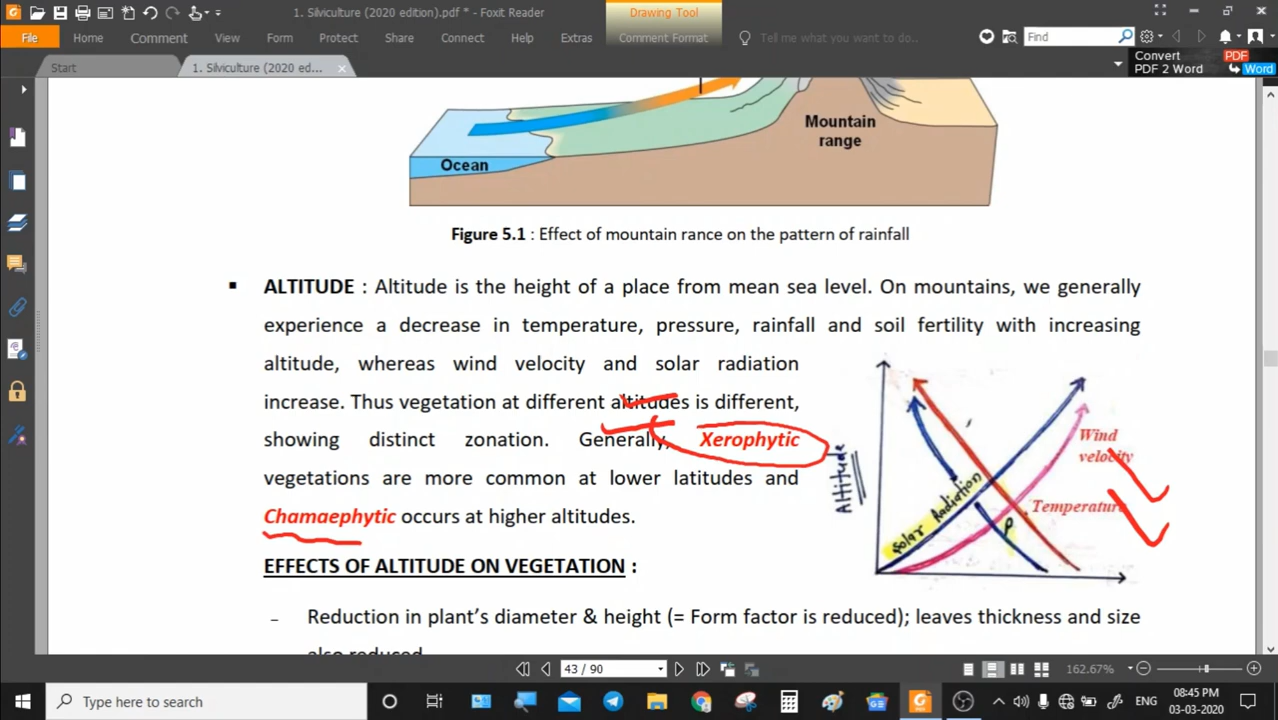 1. Silviculture (2020 edition).pdf * - Foxit Reader
Drawing Tool
File
Home
Comment
View
Form
Protect
Share
Connect
Help
Extras
Comment Format
Tell me what you want to do...
Find
Start
1. Silviculture (2020 ed...
Convert PDF
PDF 2 Word Word
Mountain
range
Ocean
Figure 5.1 : Effect of mountain rance on the pattern of rainfall
▪ ALTITUDE : Altitude is the height of a place from mean sea level. On mountains, we generally
experience a decrease in temperature, pressure, rainfall and soil fertility with increasing
altitude, whereas wind velocity and solar radiation
increase. Thus vegetation at different altitudes is different,
showing distinct zonation. Generally, Xerophytic
vegetations are more common at lower latitudes and
Chamaephytic occurs at higher altitudes.
Altitude
Solar Radiation
Wind
velocity
Temperature
P
EFFECTS OF ALTITUDE ON VEGETATION :
– Reduction in plant's diameter & height (= Form factor is reduced); leaves thickness and size
also reduced
43 / 90
162.67%
Type here to search
ENG
08:45 PM
03-03-2020